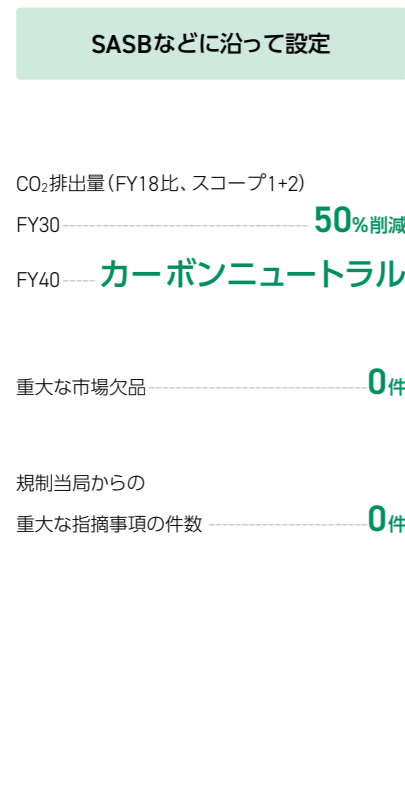 SASBなどに沿って設定
CO₂排出量（FY18比、スコープ1+2）
FY30 50%削減
FY40 カーボンニュートラル
重大な市場欠品 0件
規制当局からの
重大な指摘事項の件数 0件